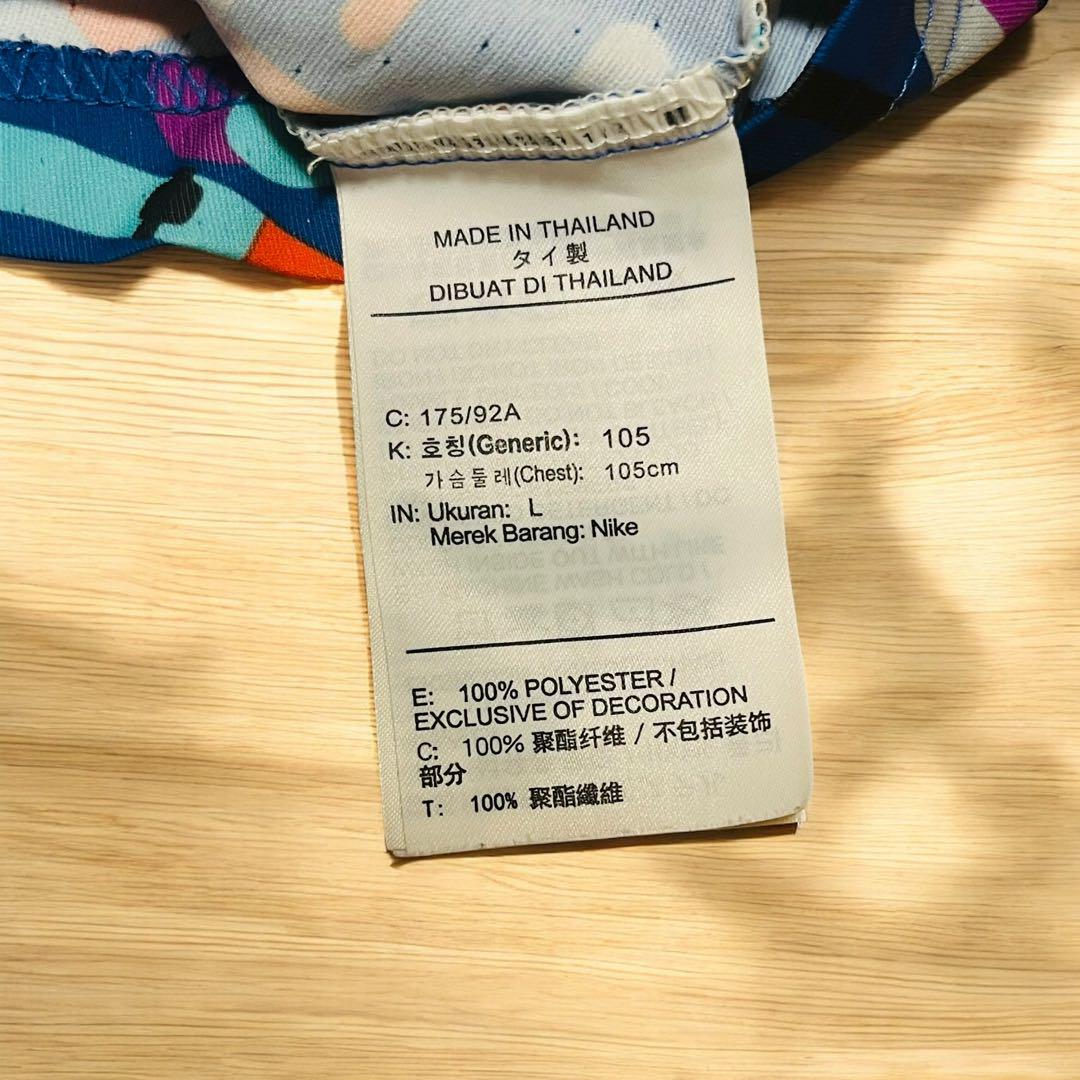 MADE IN THAILAND
タイ製
DIBUAT DI THAILAND
C: 175/92A
K: 호칭(Generic): 105
가슴둘레(Chest): 105cm
IN: Ukuran: L
Merek Barang: Nike
E: 100% POLYESTER /
EXCLUSIVE OF DECORATION
C: 100% 聚酯纤维 / 不包括装饰
部分
T: 100% 聚酯纖維